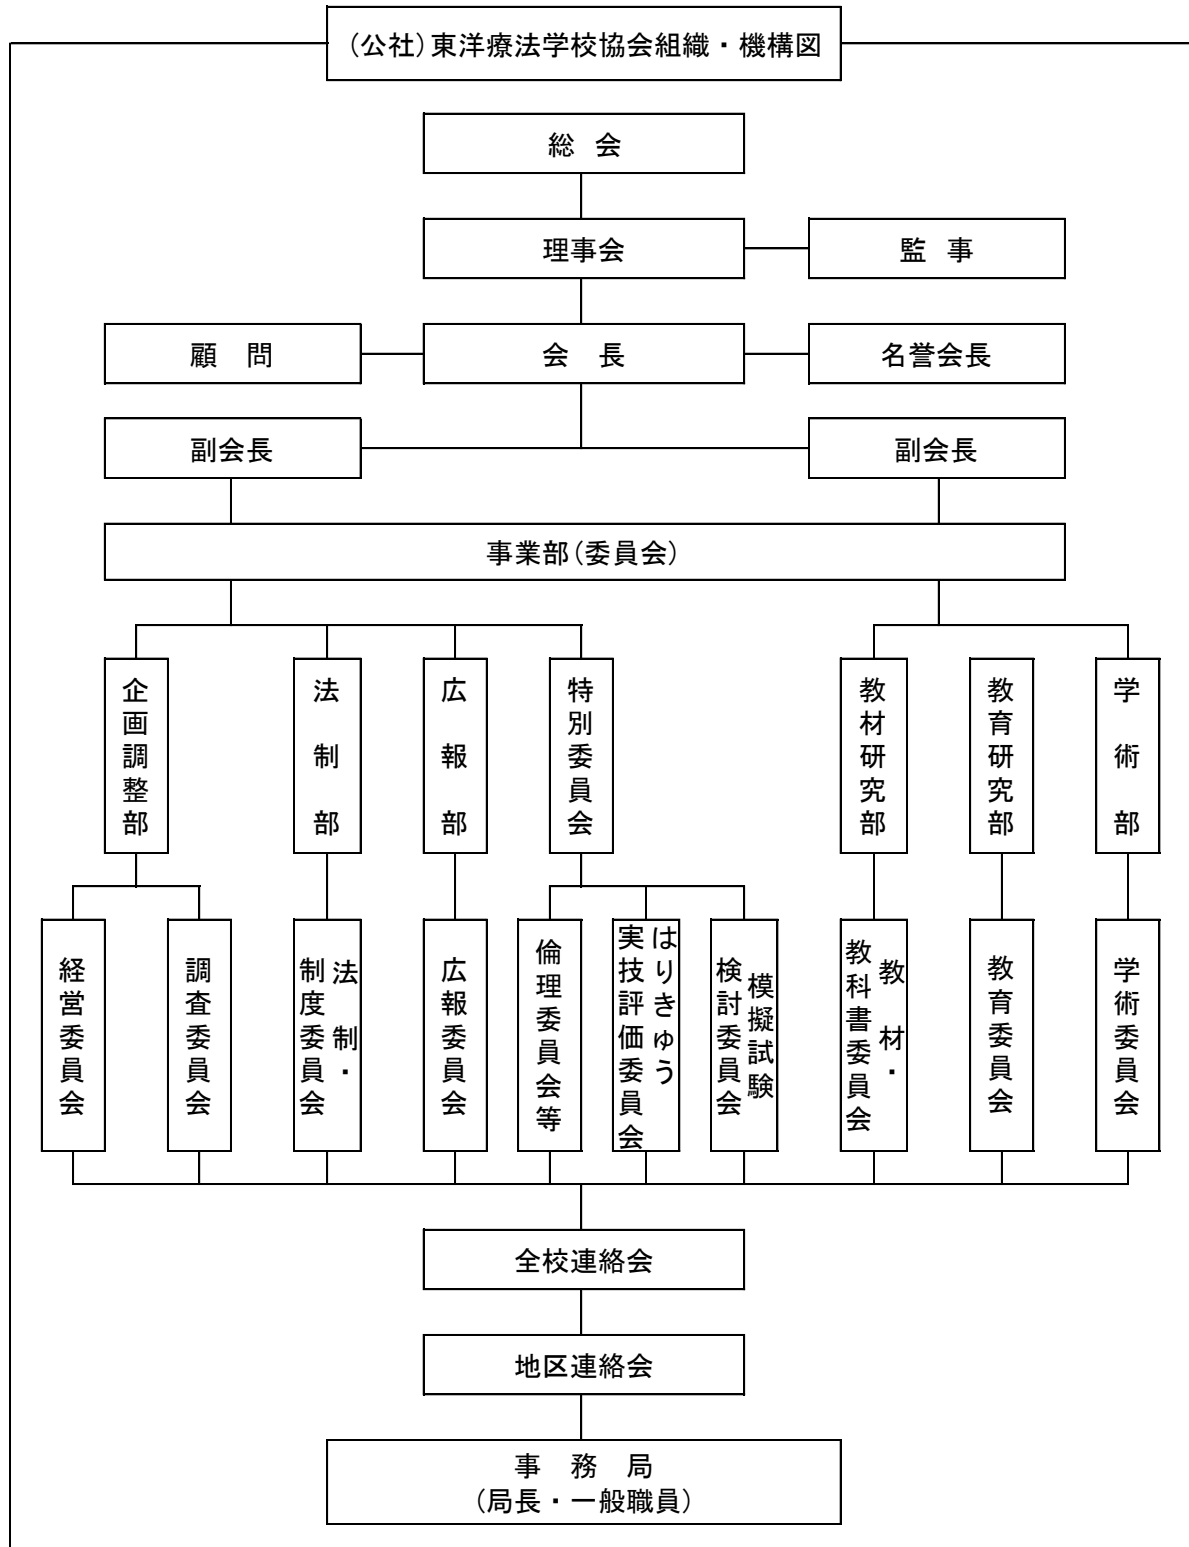 (公社)東洋療法学校協会組織・機構図
総 会
理事会
監 事
顧 問
会 長
名誉会長
副会長
副会長
事業部(委員会)
企画調整部
法制部
広報部
特別委員会
教材研究部
教育研究部
学術部
経営委員会
調査委員会
法制・
制度委員会
広報委員会
倫理委員会等
はりきゅう
実技評価委員会
模擬試験
検討委員会
教材・
教科書委員会
教育委員会
学術委員会
全校連絡会
地区連絡会
事 務 局
(局長・一般職員)